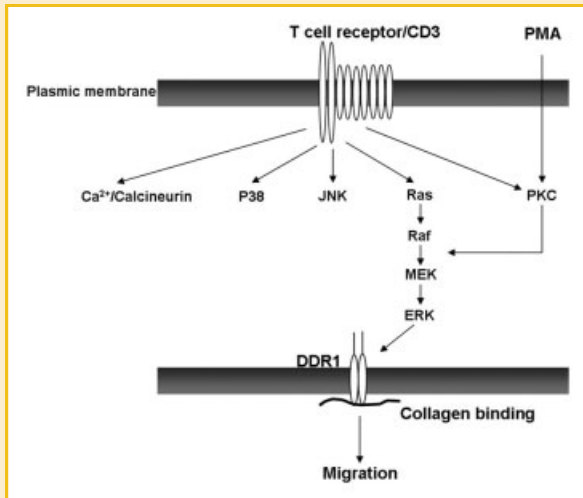 T cell receptor/CD3
PMA
Plasmic membrane
Ca²⁺/Calcineurin
P38
JNK
Ras
PKC
Raf
MEK
ERK
DDR1
Collagen binding
Migration